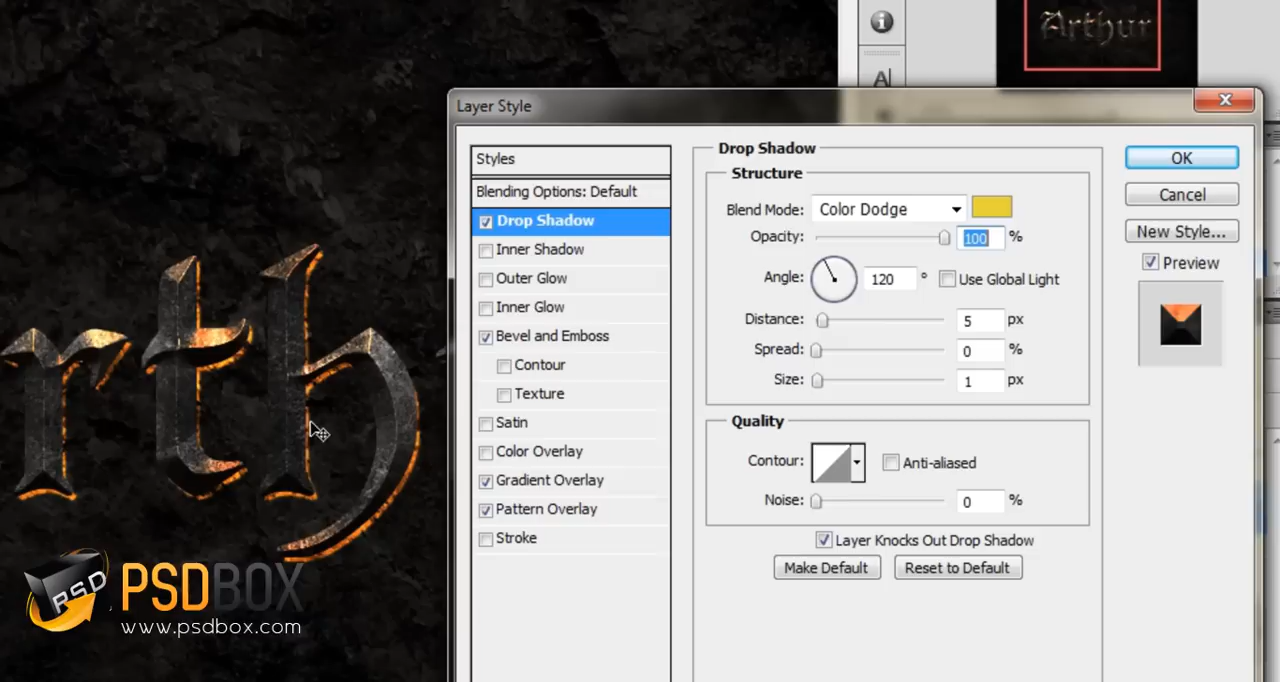 Arthur
A
Layer Style
Styles
Blending Options: Default
Drop Shadow
Inner Shadow
Outer Glow
Inner Glow
Bevel and Emboss
Contour
Texture
Satin
Color Overlay
Gradient Overlay
Pattern Overlay
Stroke
Drop Shadow
Structure
Blend Mode: Color Dodge
Opacity: 100 %
Angle: 120 ° Use Global Light
Distance: 5 px
Spread: 0 %
Size: 1 px
Quality
Contour: Anti-aliased
Noise: 0 %
Layer Knocks Out Drop Shadow
Make Default Reset to Default
OK
Cancel
New Style...
Preview
rth
PSD
PSDBOX
www.psdbox.com